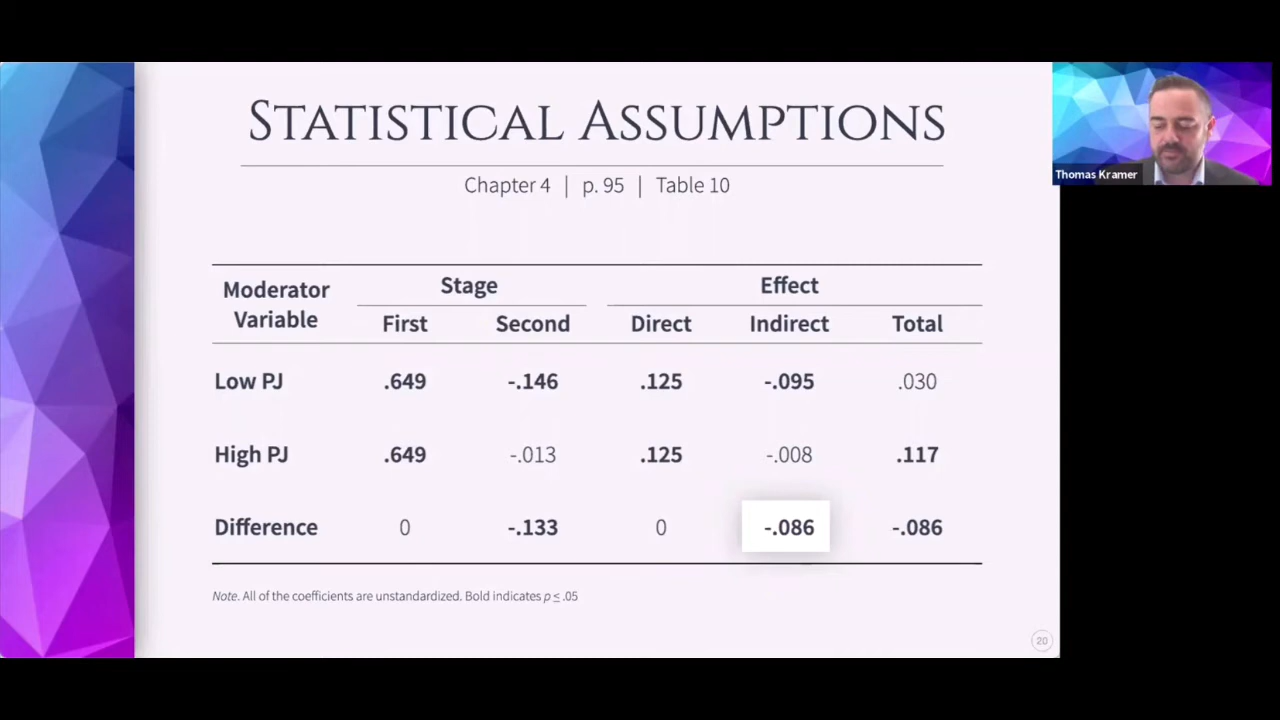 STATISTICAL ASSUMPTIONS
Chapter 4 | p. 95 | Table 10
Thomas Kramer
Moderator Variable Stage Effect
First Second Direct Indirect Total
Low PJ .649 -.146 .125 -.095 .030
High PJ .649 -.013 .125 -.008 .117
Difference 0 -.133 0 -.086 -.086
Note. All of the coefficients are unstandardized. Bold indicates p ≤ .05
20